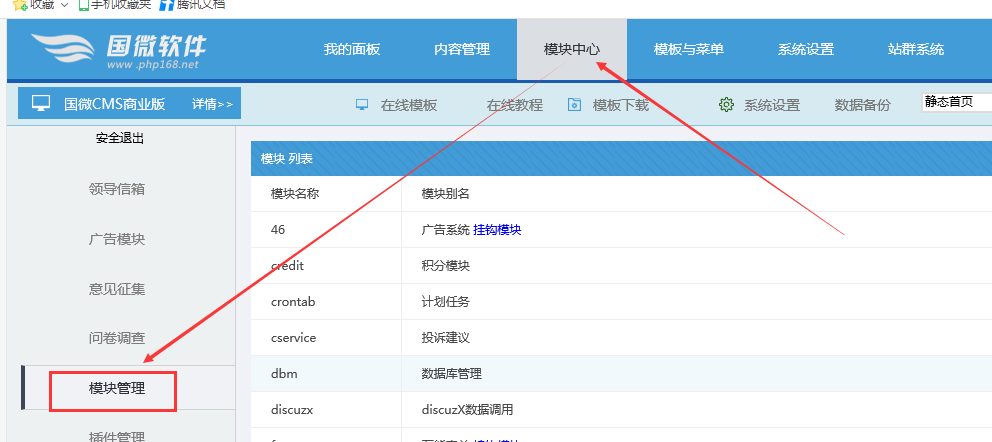 收藏 手机收藏夹 腾讯文档
国微软件 我的面板 内容管理 模块中心 模板与菜单 系统设置 站群系统
www.php168.net
国微CMS商业版 详情>> 在线模板 在线教程 模板下载 系统设置 数据备份 静态首页
安全退出
模块 列表
领导信箱
模块名称 模块别名
广告模块
46 广告系统 挂钩模块
credit 积分模块
意见征集
crontab 计划任务
问卷调查
cservice 投诉建议
模块管理
dbm 数据库管理
discuzx discuzX数据调用
插件管理